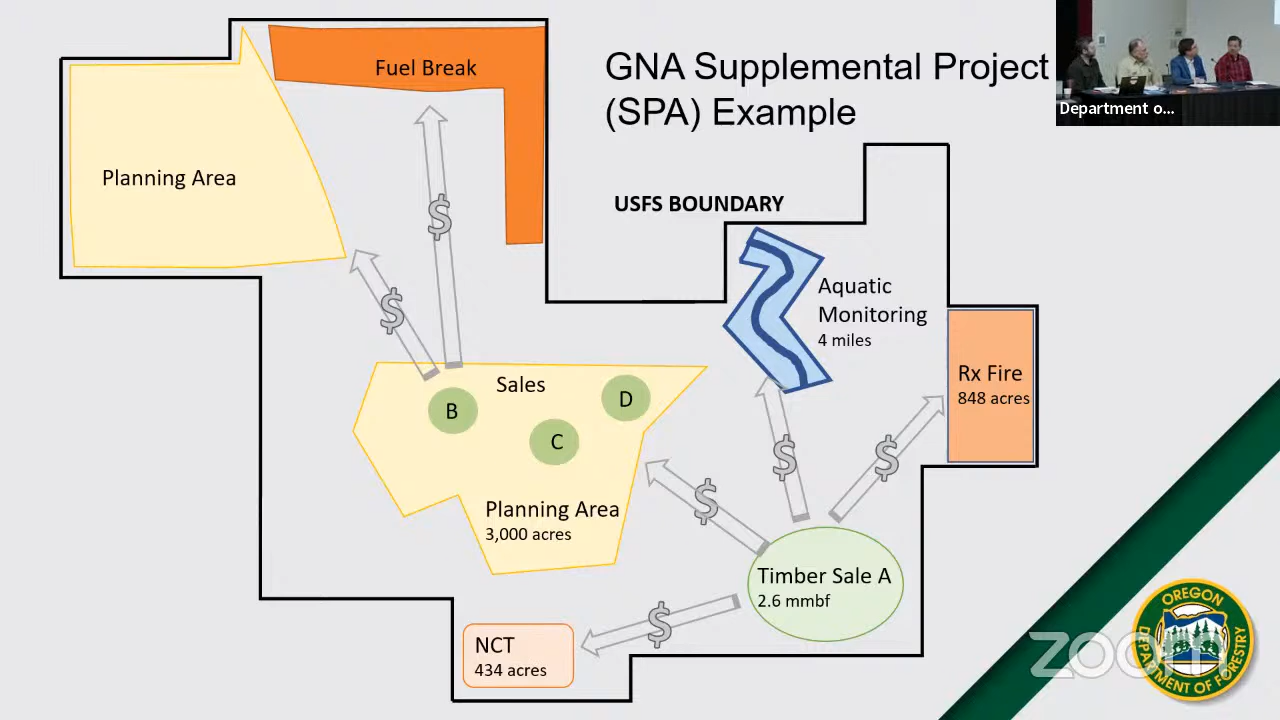 GNA Supplemental Project
(SPA) Example
Department o...
Fuel Break
Planning Area
USFS BOUNDARY
$
$
Aquatic
Monitoring
4 miles
Rx Fire
848 acres
Sales
B
C
D
$
$
$
Planning Area
3,000 acres
Timber Sale A
2.6 mmbf
$
NCT
434 acres
OREGON
DEPARTMENT OF FORESTRY
zoom